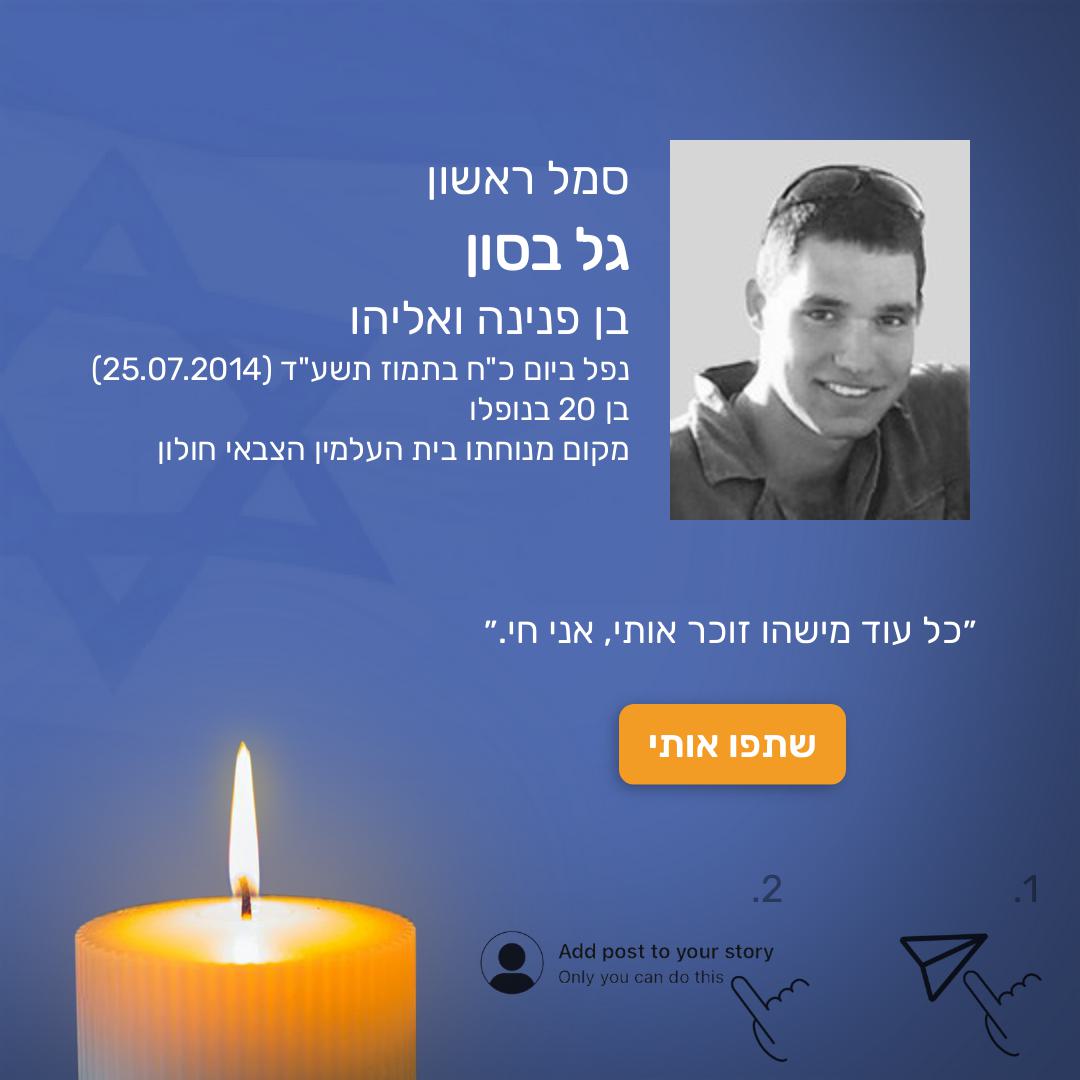 סמל ראשון
גל בסון
בן פנינה ואליהו
נפל ביום כ"ח בתמוז תשע"ד (25.07.2014)
בן 20 בנופלו
מקום מנוחתו בית העלמין הצבאי חולון
״כל עוד מישהו זוכר אותי, אני חי.״
שתפו אותי
1.
2.
Add post to your story
Only you can do this